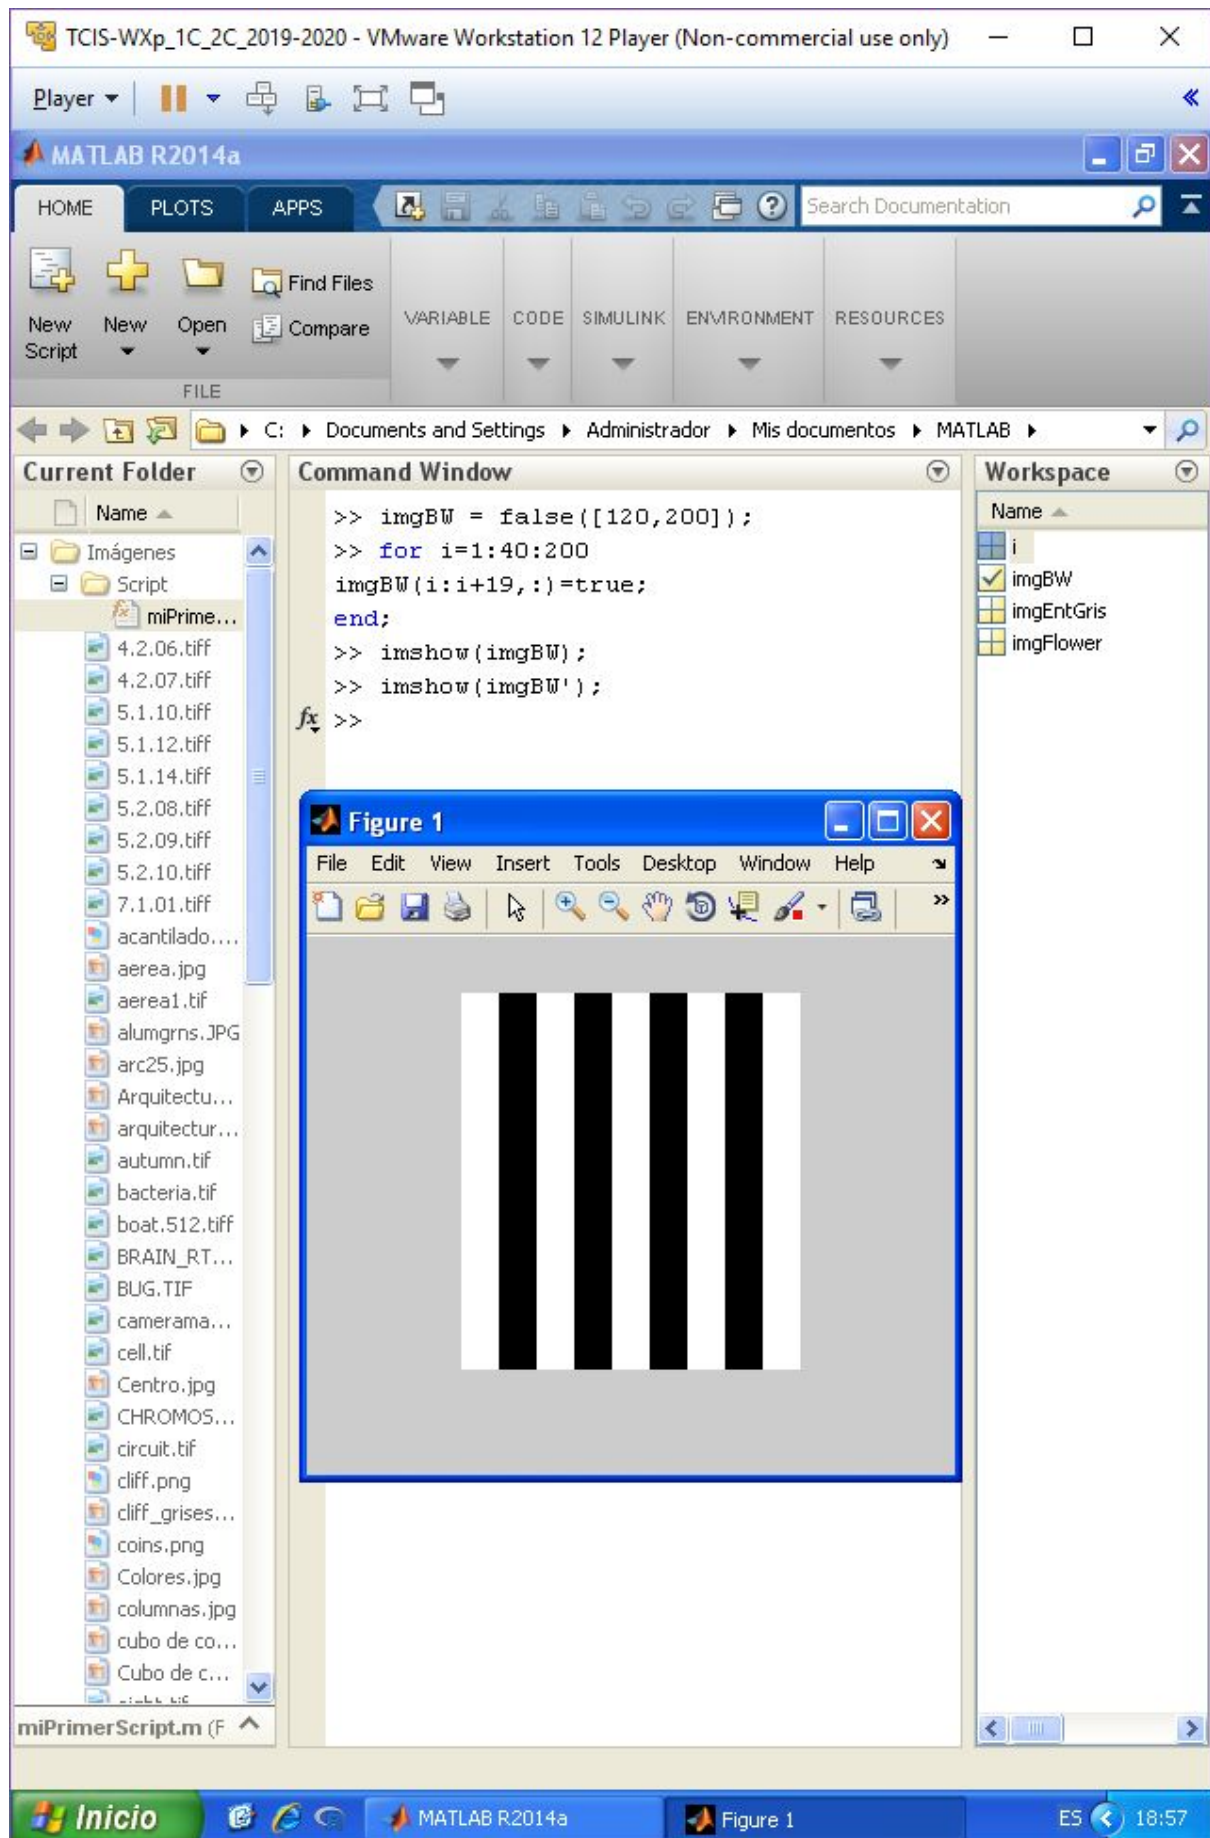 TCIS-WXp_1C_2C_2019-2020 - VMware Workstation 12 Player (Non-commercial use only)
Player
MATLAB R2014a
HOME PLOTS APPS Search Documentation
New Script New Open Find Files Compare
VARIABLE CODE SIMULINK ENVIRONMENT RESOURCES
FILE
C: Documents and Settings Administrador Mis documentos MATLAB
Current Folder
Name
Imágenes
Script
miPrime...
4.2.06.tiff
4.2.07.tiff
5.1.10.tiff
5.1.12.tiff
5.1.14.tiff
5.2.08.tiff
5.2.09.tiff
5.2.10.tiff
7.1.01.tiff
acantilado....
aerea.jpg
aerea1.tif
alumgrns.JPG
arc25.jpg
Arquitectu...
arquitectur...
autumn.tif
bacteria.tif
boat.512.tiff
BRAIN_RT...
BUG.TIF
camerama...
cell.tif
Centro.jpg
CHROMOS...
circuit.tif
cliff.png
cliff_grises...
coins.png
Colores.jpg
columnas.jpg
cubo de co...
Cubo de c...
miPrimerScript.m (F
Command Window
>> imgBW = false([120,200]);
>> for i=1:40:200
imgBW(i:i+19,:)=true;
end;
>> imshow(imgBW);
>> imshow(imgBW');
fx >>
Figure 1
File Edit View Insert Tools Desktop Window Help
Workspace
Name
i
imgBW
imgEntGris
imgFlower
Inicio MATLAB R2014a Figure 1 ES 18:57